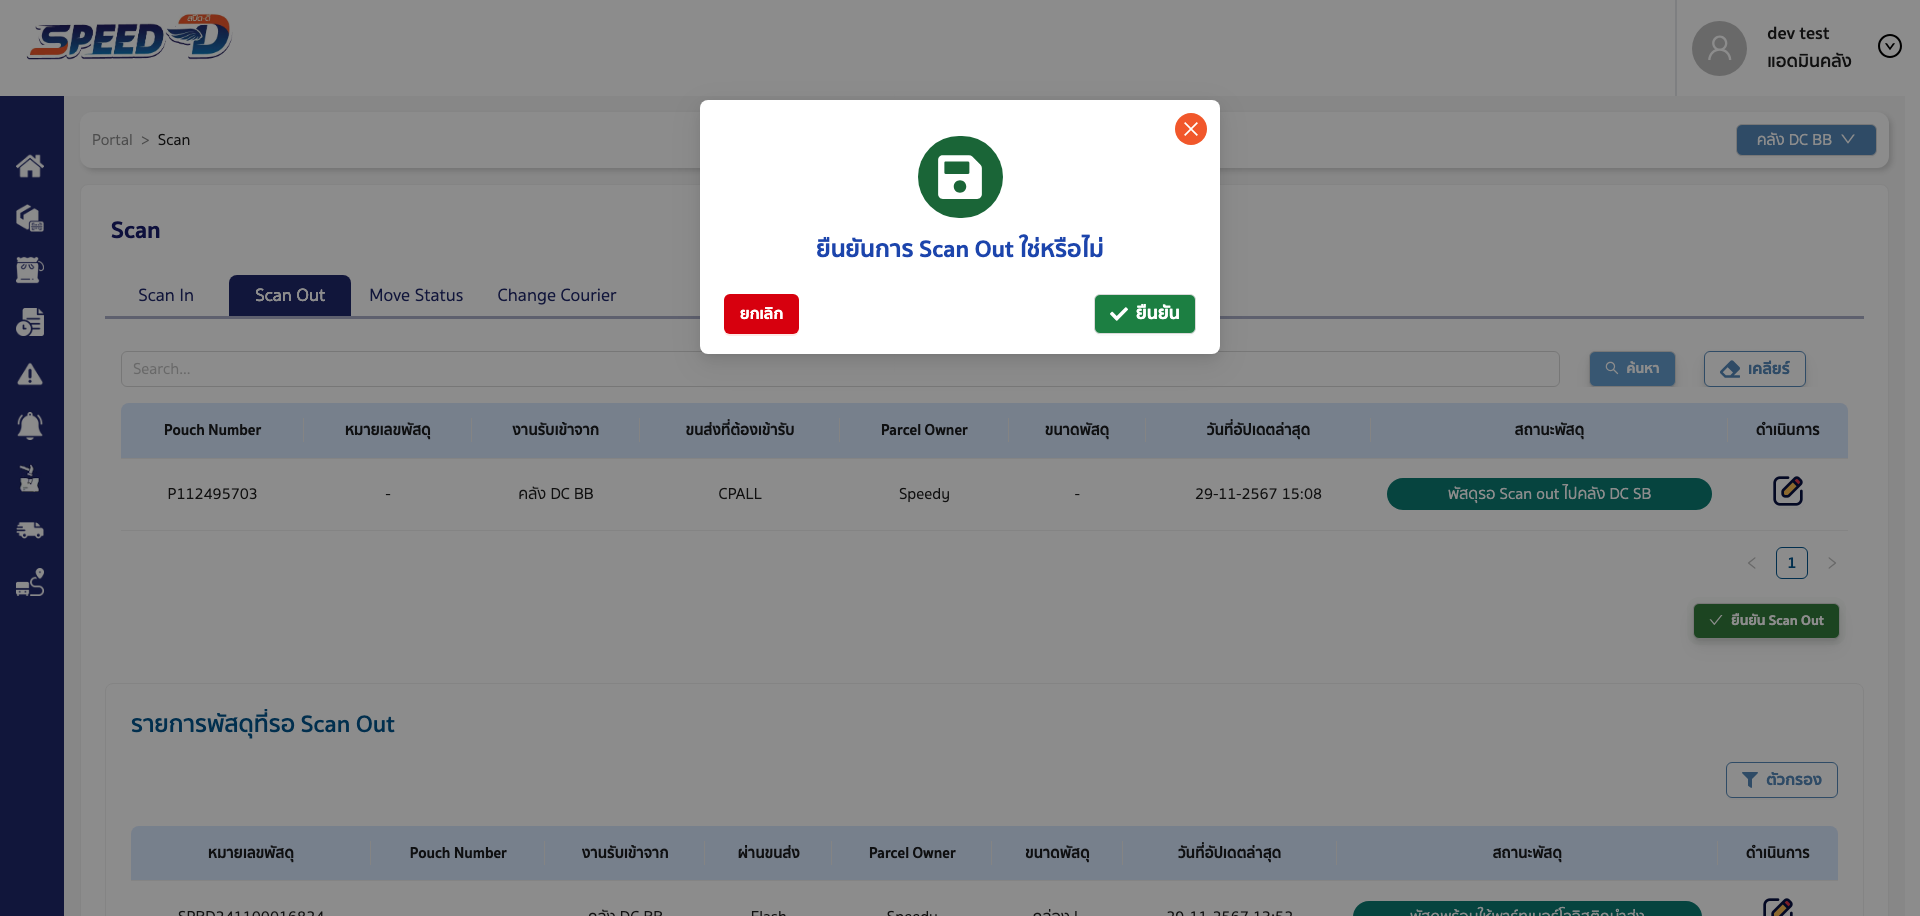 สปีด-ดี
SPEED-D
dev test
แอดมินคลัง
Portal > Scan
คลัง DC BB
Scan
Scan In
Scan Out
Move Status
Change Courier
ยืนยันการ Scan Out ใช่หรือไม่
ยกเลิก
ยืนยัน
Search...
ค้นหา
เคลียร์
Pouch Number หมายเลขพัสดุ งานรับเข้าจาก ขนส่งที่ต้องเข้ารับ Parcel Owner ขนาดพัสดุ วันที่อัปเดตล่าสุด สถานะพัสดุ ดำเนินการ
P112495703 - คลัง DC BB CPALL Speedy - 29-11-2567 15:08 พัสดุรอ Scan out ไปคลัง DC SB
< 1 >
ยืนยัน Scan Out
รายการพัสดุที่รอ Scan Out
ตัวกรอง
หมายเลขพัสดุ Pouch Number งานรับเข้าจาก ผ่านขนส่ง Parcel Owner ขนาดพัสดุ วันที่อัปเดตล่าสุด สถานะพัสดุ ดำเนินการ
คลัง DC BB Flash Speedy